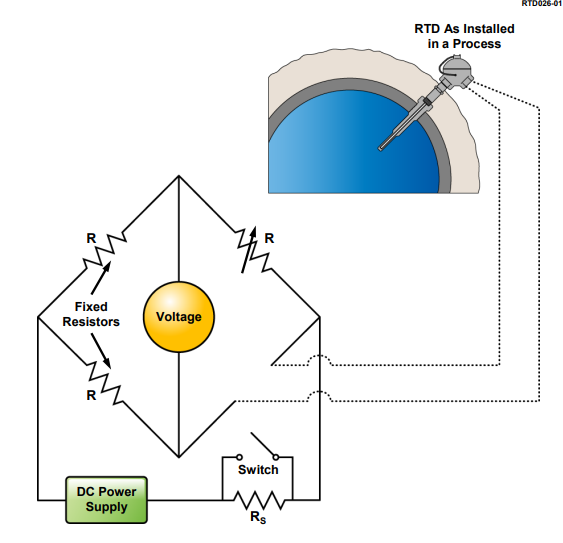 RTD026-01
RTD As Installed
in a Process
R
R
Fixed
Resistors
Voltage
R
Switch
DC Power
Supply
RS